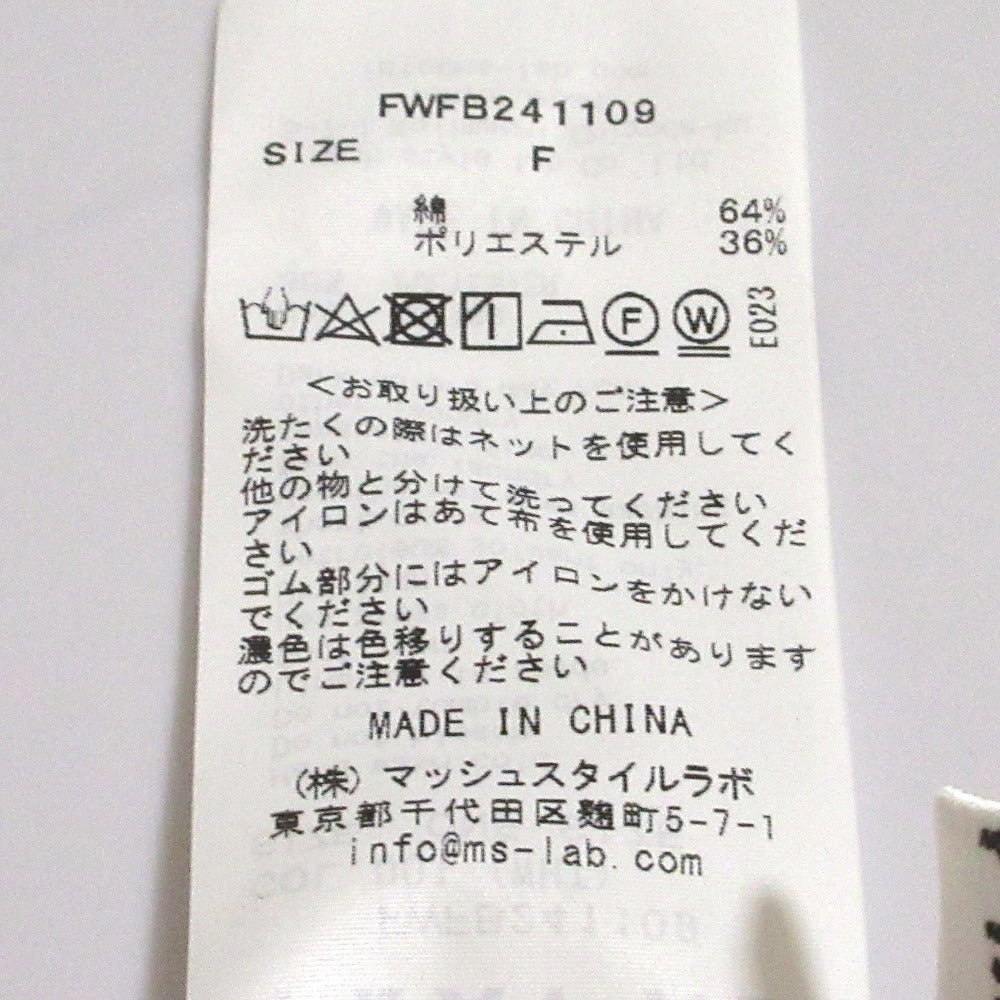 FWFB241109
SIZE F
綿 64%
ポリエステル 36%
F W E023
<お取り扱い上のご注意>
洗たくの際はネットを使用してく
ださい
他の物と分けて洗ってください
アイロンはあて布を使用してくだ
さい
ゴム部分にはアイロンをかけない
でください
濃色は色移りすることがあります
のでご注意ください
MADE IN CHINA
(株)マッシュスタイルラボ
東京都千代田区麹町5-7-1
info@ms-lab.com